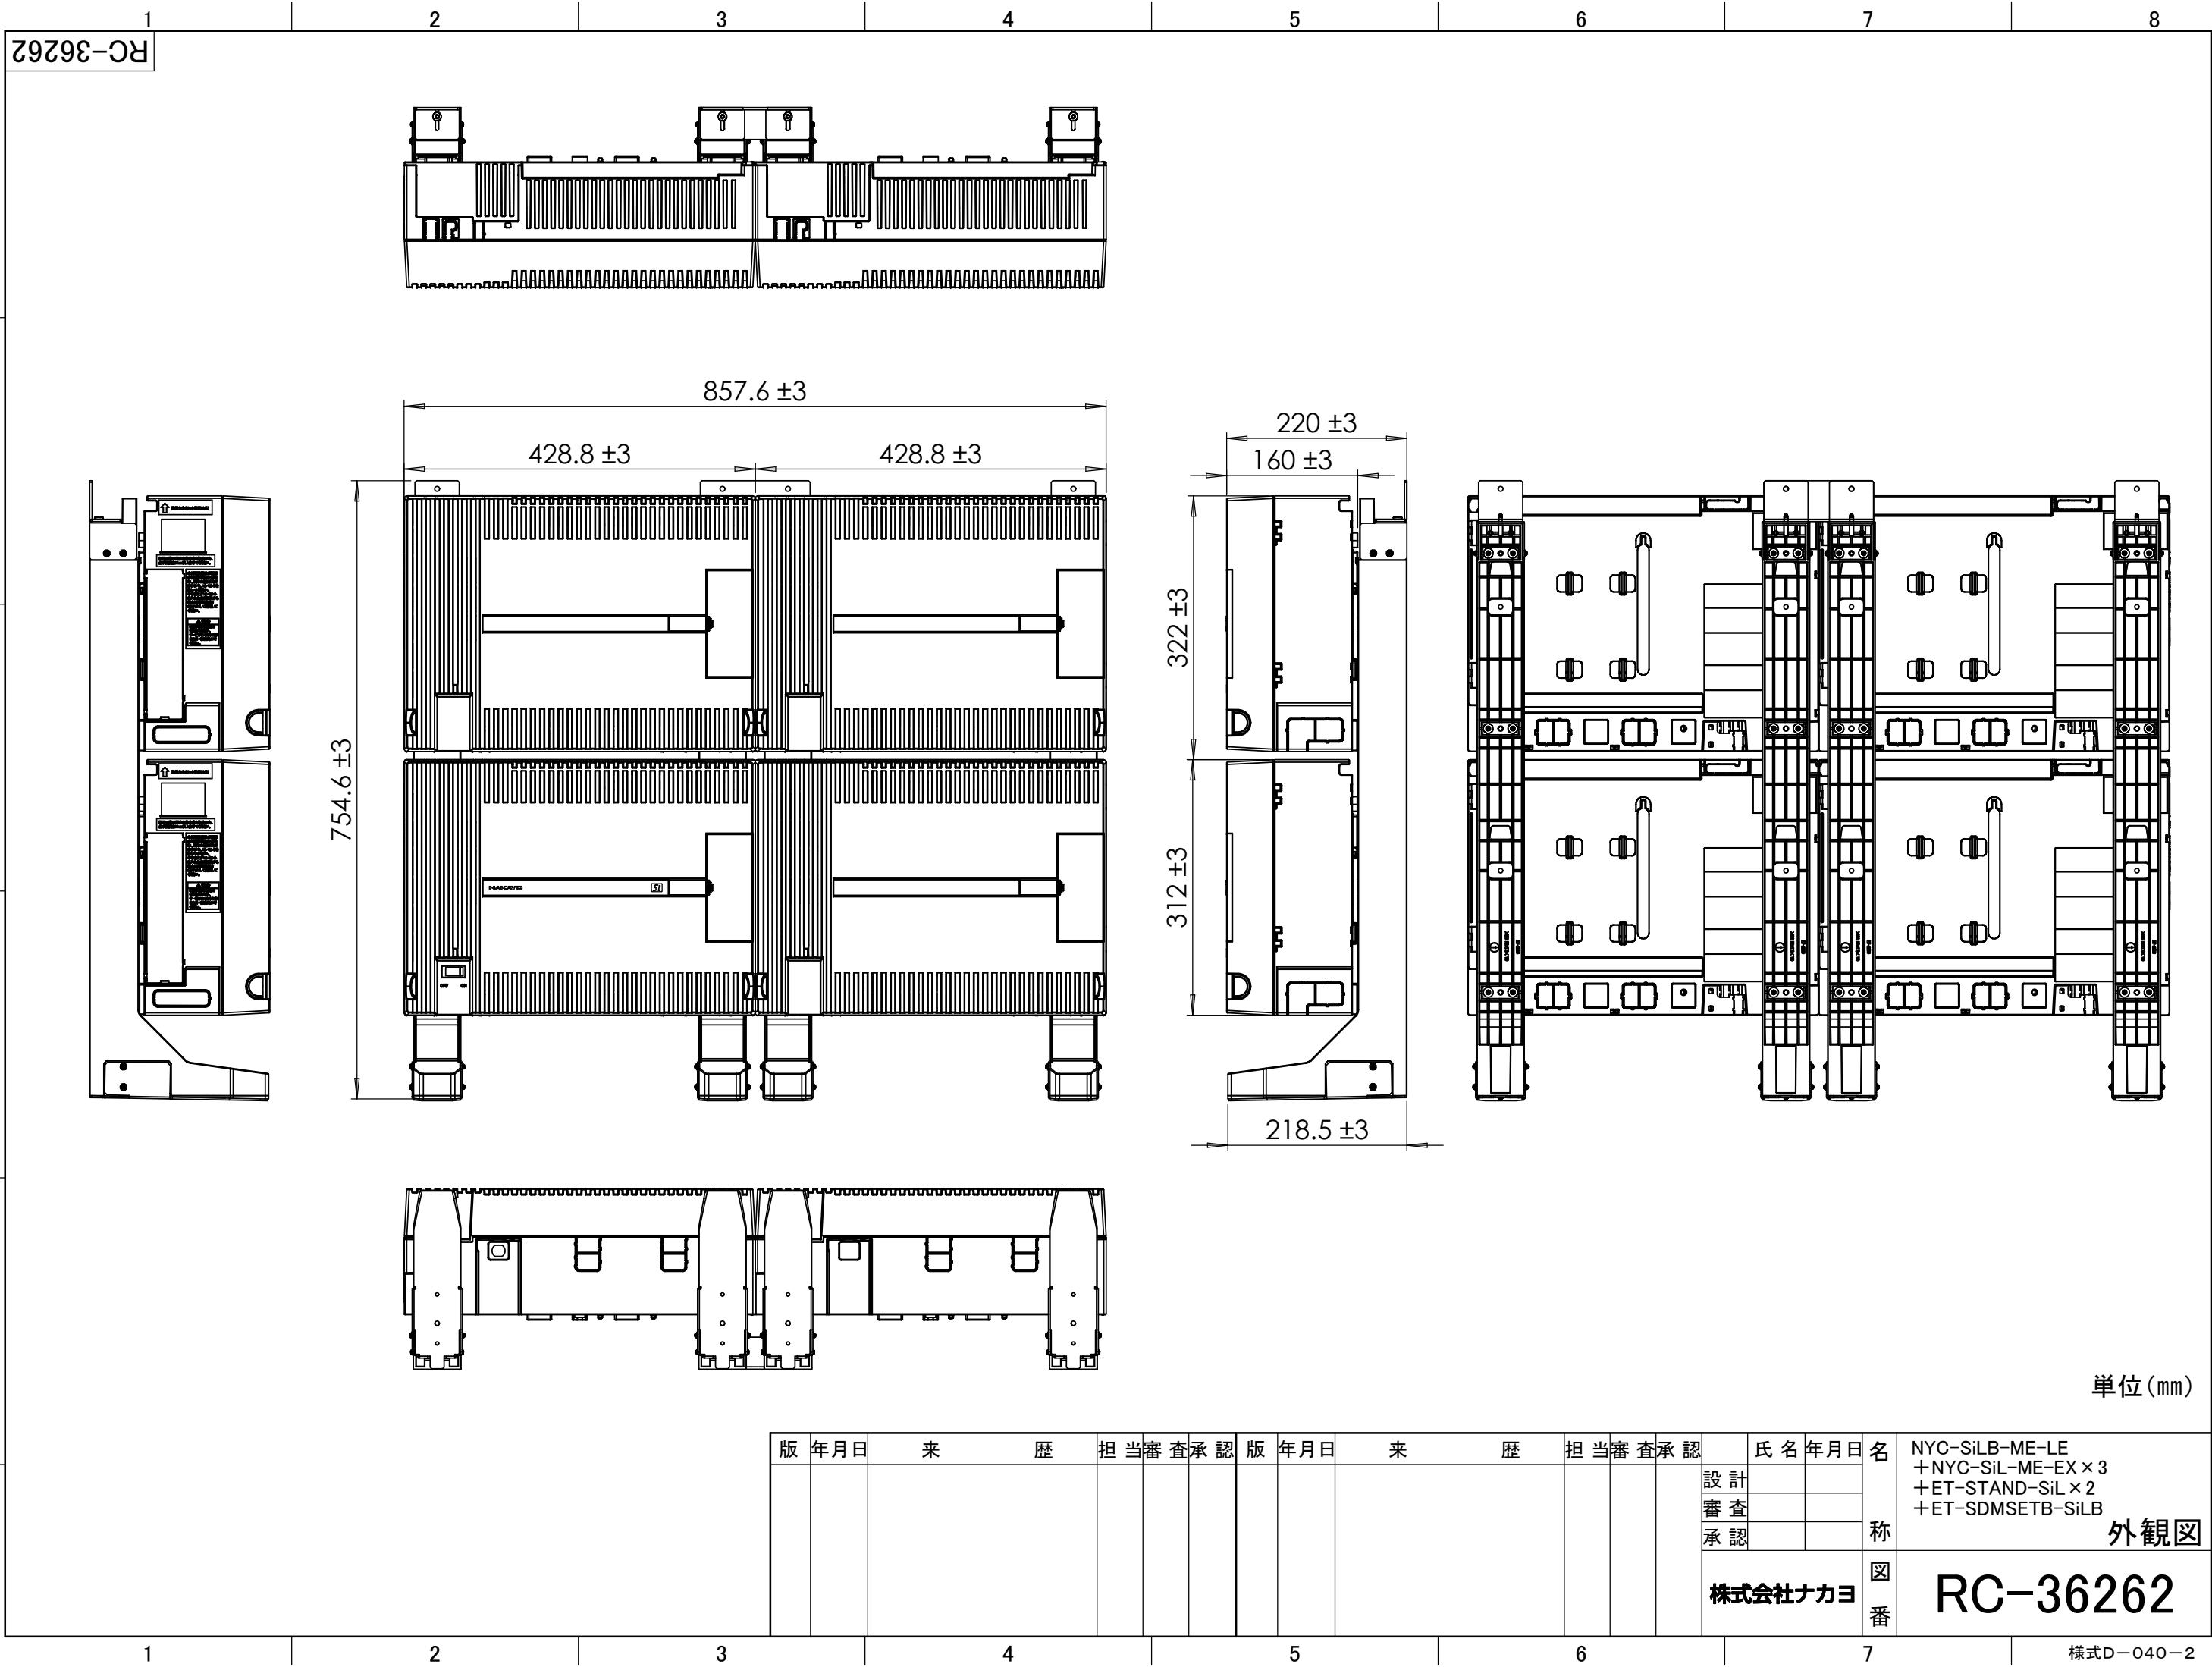 1 2 3 4 5 6 7 8
RC-36262
857.6 ±3
428.8 ±3
428.8 ±3
220 ±3
160 ±3
322 ±3
754.6 ±3
312 ±3
NAKAYO
Si
OFF ON
218.5 ±3
単位(mm)
版 年月日 来歴 担当 審査 承認 版 年月日 来歴 担当 審査 承認 氏名 年月日
設計
審査
承認
名称
NYC-SiLB-ME-LE
+NYC-SiL-ME-EX×3
+ET-STAND-SiL×2
+ET-SDMSETB-SiLB
外観図
株式会社ナカヨ
図番
RC-36262
1 2 3 4 5 6 7
様式D-040-2